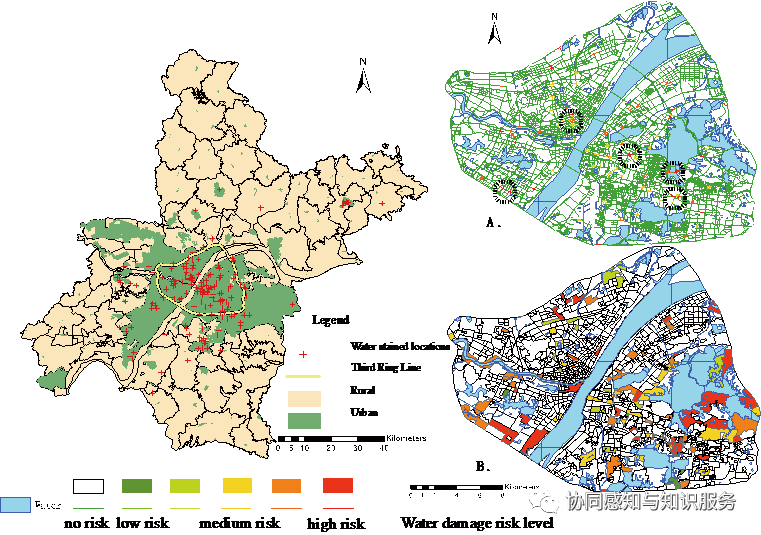 N
N
A.
Legend
Water stained locations
Third Ring Line
Rural
Urban
0 5 10 20 30 40 Kilometers
B.
0 1 2 4 6 8 Kilometers
Water
no risk low risk medium risk high risk Water damage risk level
协同感知与知识服务